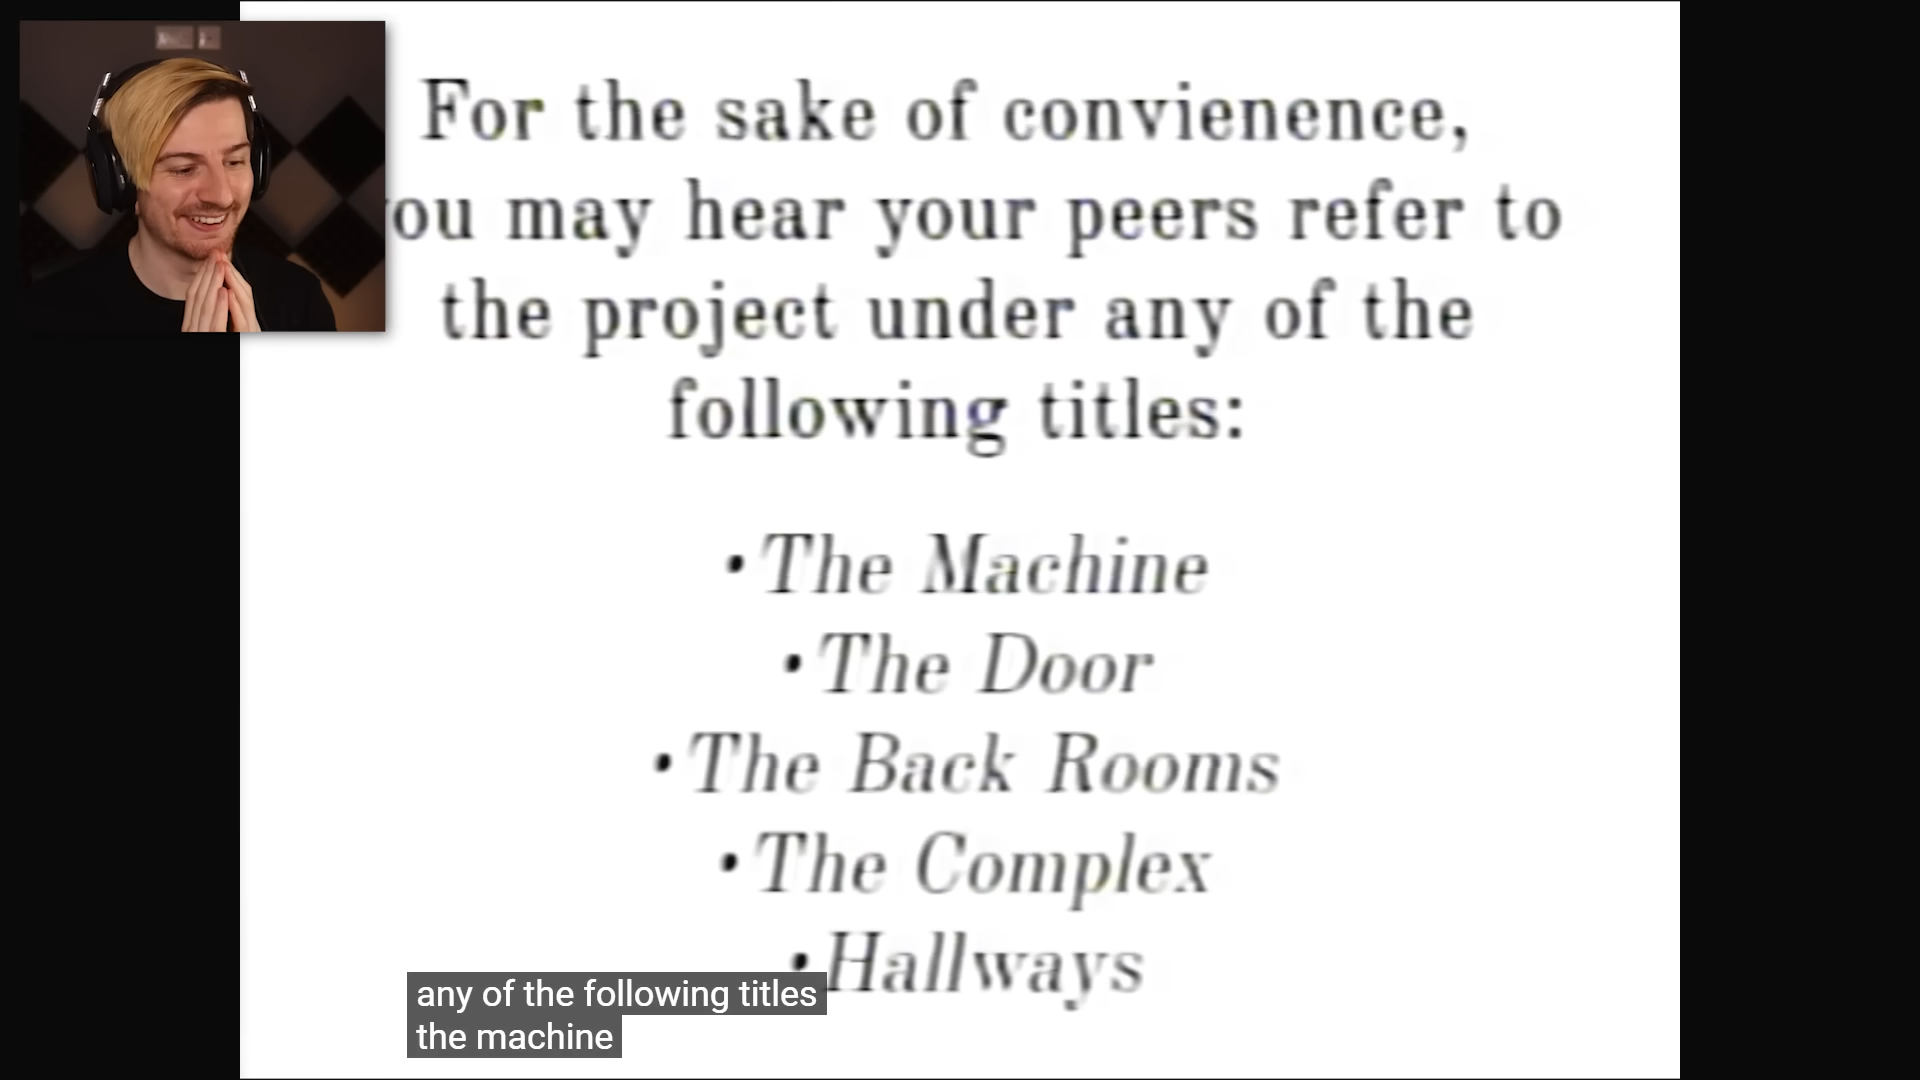 For the sake of convienence,
ou may hear your peers refer to
the project under any of the
following titles:
• The Machine
• The Door
• The Back Rooms
• The Complex
• Hallways
any of the following titles
the machine